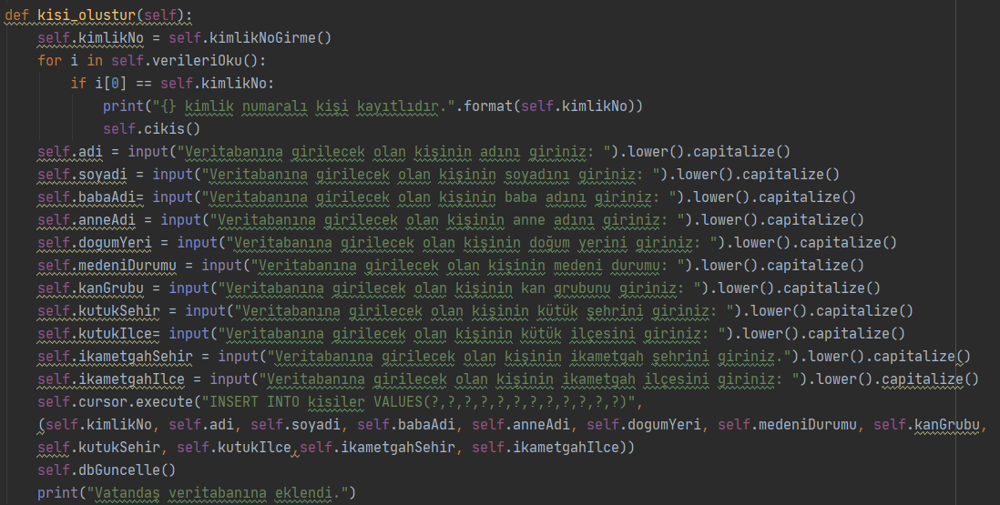 def kisi_olustur(self):
    self.kimlikNo = self.kimlikNoGirme()
    for i in self.verileriOku():
        if i[0] == self.kimlikNo:
            print("{} kimlik numaralı kişi kayıtlıdır.".format(self.kimlikNo))
            self.cikis()
    self.adi = input("Veritabanına girilecek olan kişinin adını giriniz: ").lower().capitalize()
    self.soyadi = input("Veritabanına girilecek olan kişinin soyadını giriniz: ").lower().capitalize()
    self.babaAdi= input("Veritabanına girilecek olan kişinin baba adını giriniz: ").lower().capitalize()
    self.anneAdi = input("Veritabanına girilecek olan kişinin anne adını giriniz: ").lower().capitalize()
    self.dogumYeri = input("Veritabanına girilecek olan kişinin doğum yerini giriniz: ").lower().capitalize()
    self.medeniDurumu = input("Veritabanına girilecek olan kişinin medeni durumu: ").lower().capitalize()
    self.kanGrubu = input("Veritabanına girilecek olan kişinin kan grubunu giriniz: ").lower().capitalize()
    self.kutukSehir = input("Veritabanına girilecek olan kişinin kütük şehrini giriniz: ").lower().capitalize()
    self.kutukIlce= input("Veritabanına girilecek olan kişinin kütük ilçesini giriniz: ").lower().capitalize()
    self.ikametgahSehir = input("Veritabanına girilecek olan kişinin ikametgah şehrini giriniz.").lower().capitalize()
    self.ikametgahIlce = input("Veritabanına girilecek olan kişinin ikametgah ilçesini giriniz: ").lower().capitalize()
    self.cursor.execute("INSERT INTO kisiler VALUES(?,?,?,?,?,?,?,?,?,?,?,?)",
    (self.kimlikNo, self.adi, self.soyadi, self.babaAdi, self.anneAdi, self.dogumYeri, self.medeniDurumu, self.kanGrubu,
    self.kutukSehir, self.kutukIlce,self.ikametgahSehir, self.ikametgahIlce))
    self.dbGuncelle()
    print("Vatandaş veritabanına eklendi.")